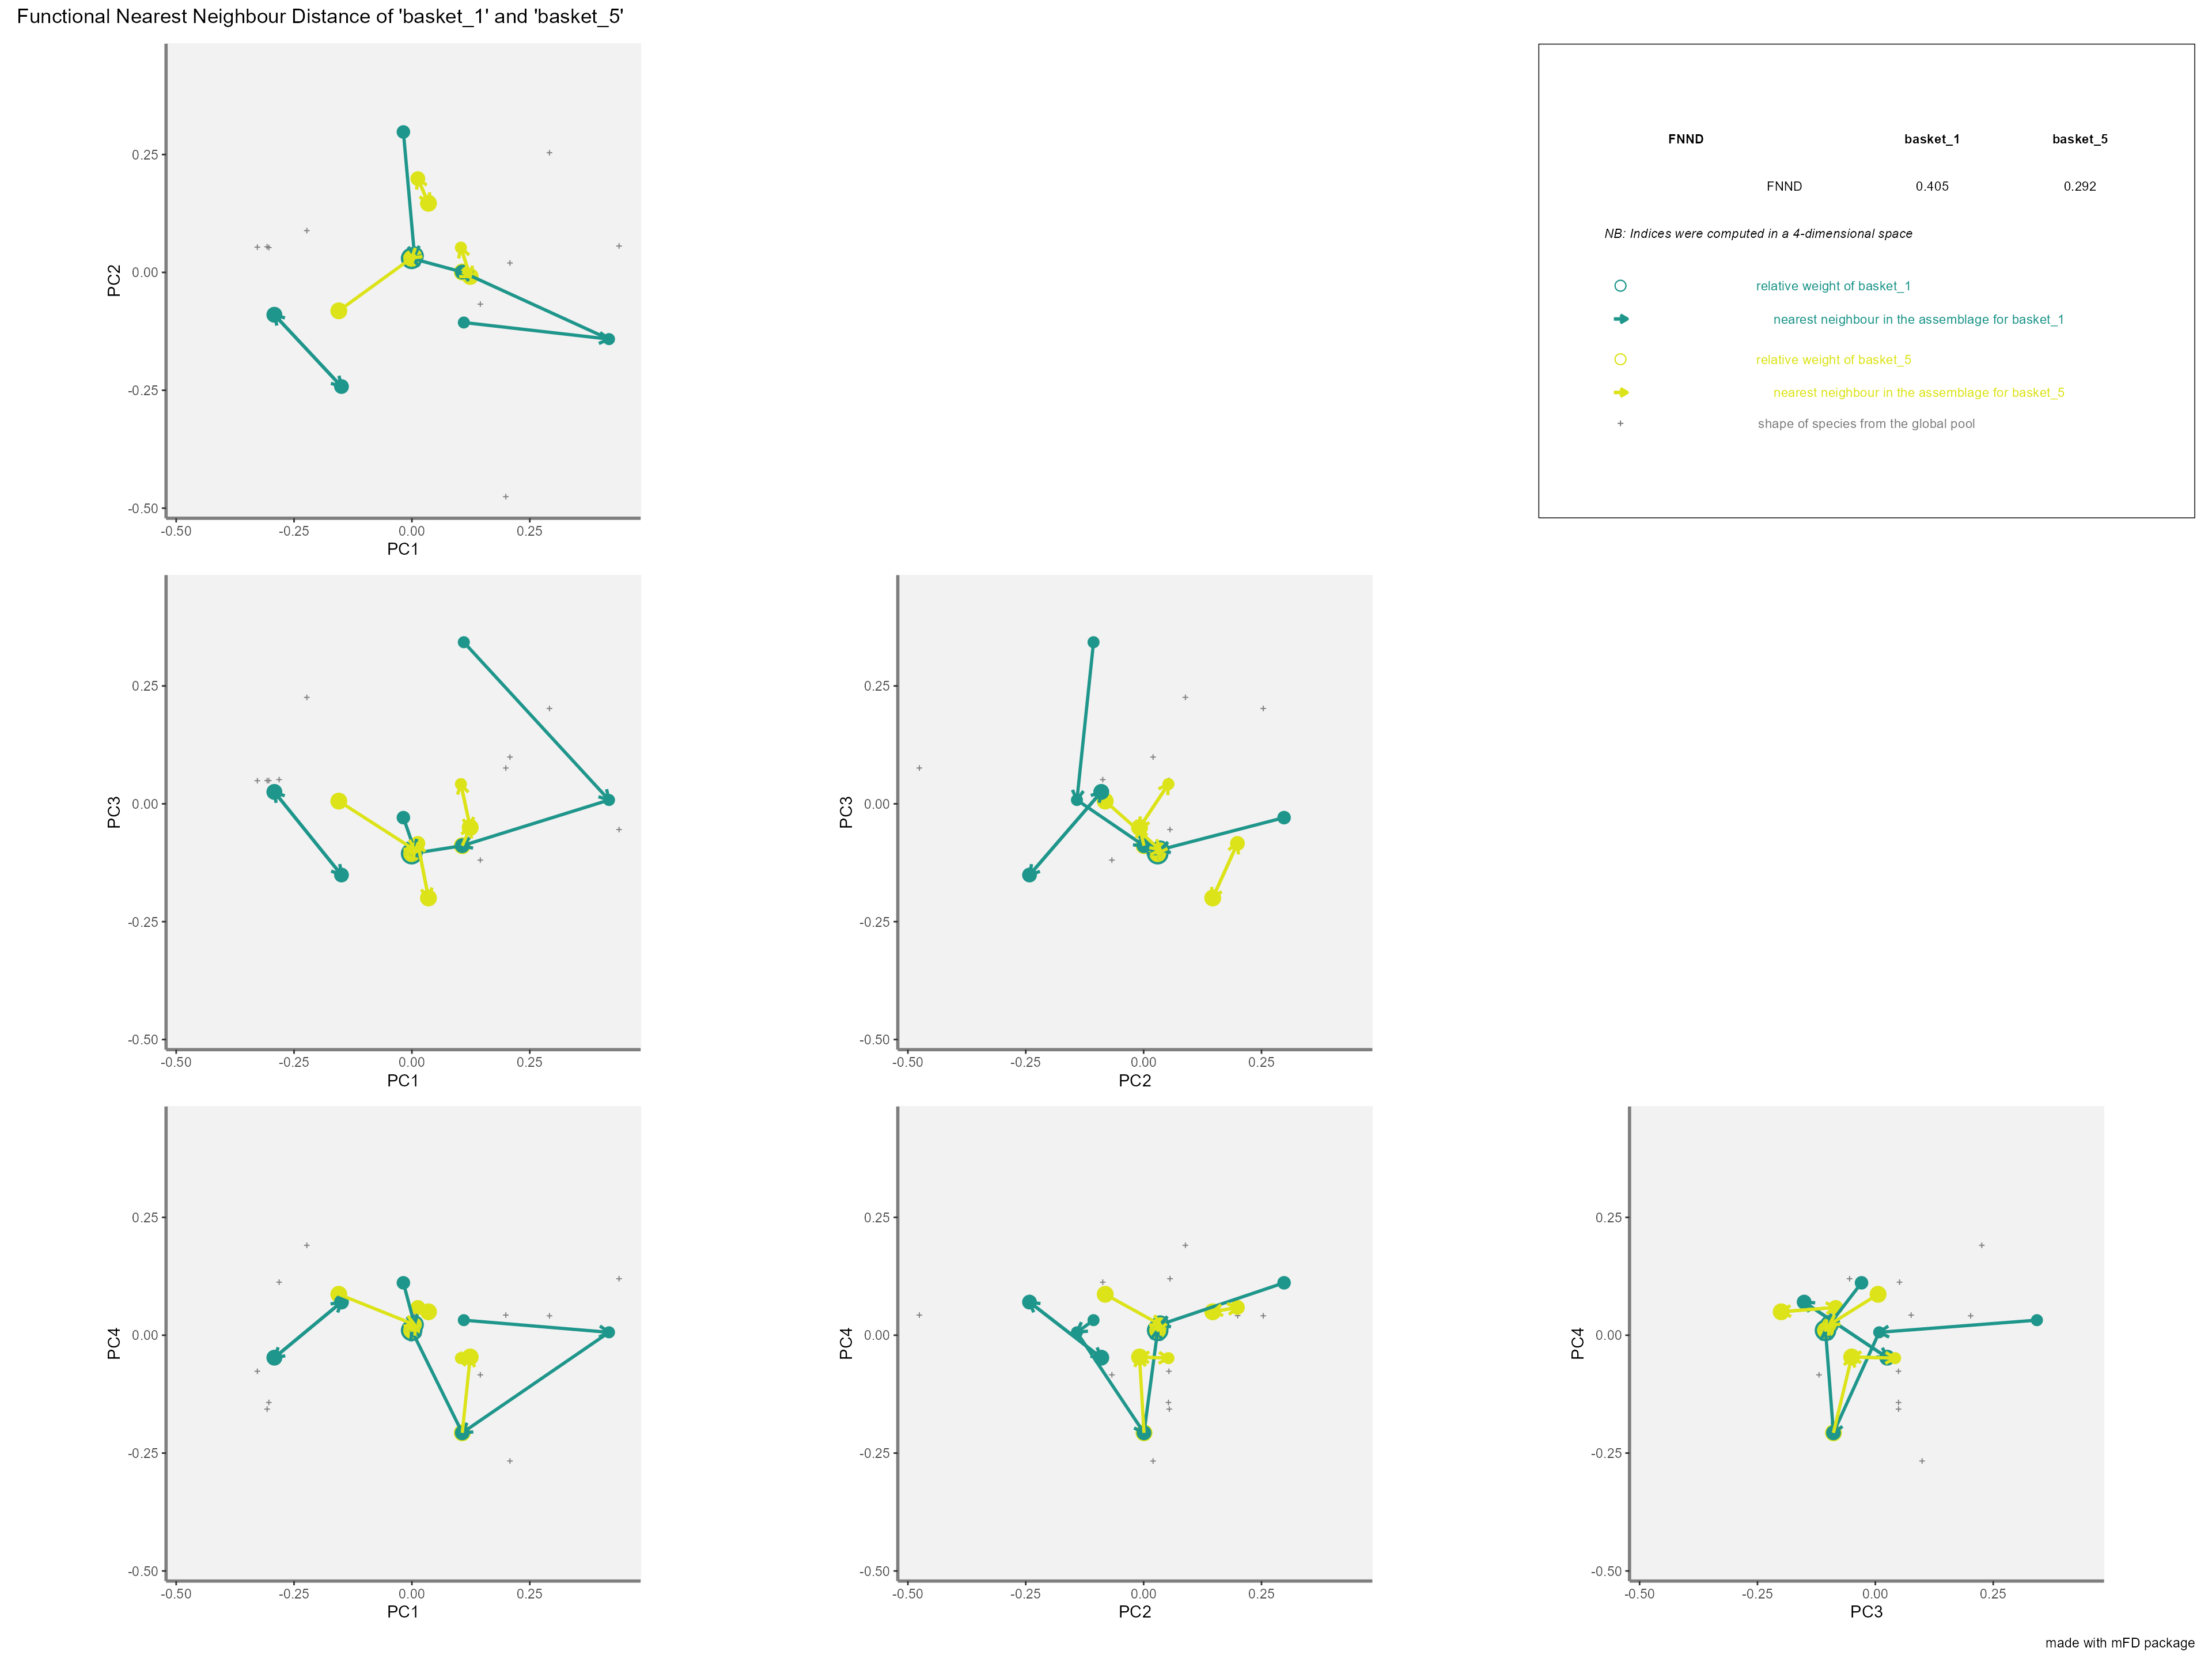 Functional Nearest Neighbour Distance of 'basket_1' and 'basket_5'
0.25
0.00
-0.25
-0.50
PC2
-0.50 -0.25 0.00 0.25
PC1
FNND basket_1 basket_5
FNND 0.405 0.292
NB: Indices were computed in a 4-dimensional space
relative weight of basket_1
nearest neighbour in the assemblage for basket_1
relative weight of basket_5
nearest neighbour in the assemblage for basket_5
shape of species from the global pool
0.25
0.00
-0.25
-0.50
PC3
-0.50 -0.25 0.00 0.25
PC1
0.25
0.00
-0.25
-0.50
PC3
-0.50 -0.25 0.00 0.25
PC2
0.25
0.00
-0.25
-0.50
PC4
-0.50 -0.25 0.00 0.25
PC1
0.25
0.00
-0.25
-0.50
PC4
-0.50 -0.25 0.00 0.25
PC2
0.25
0.00
-0.25
-0.50
PC4
-0.50 -0.25 0.00 0.25
PC3
made with mFD package